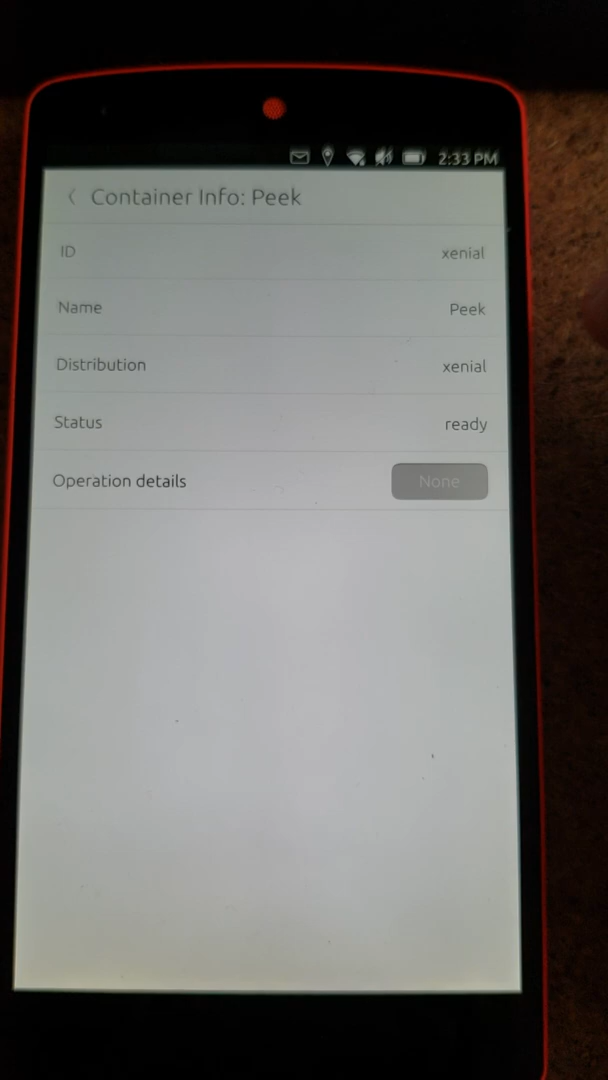 2:33 PM
Container Info: Peek
ID xenial
Name Peek
Distribution xenial
Status ready
Operation details None